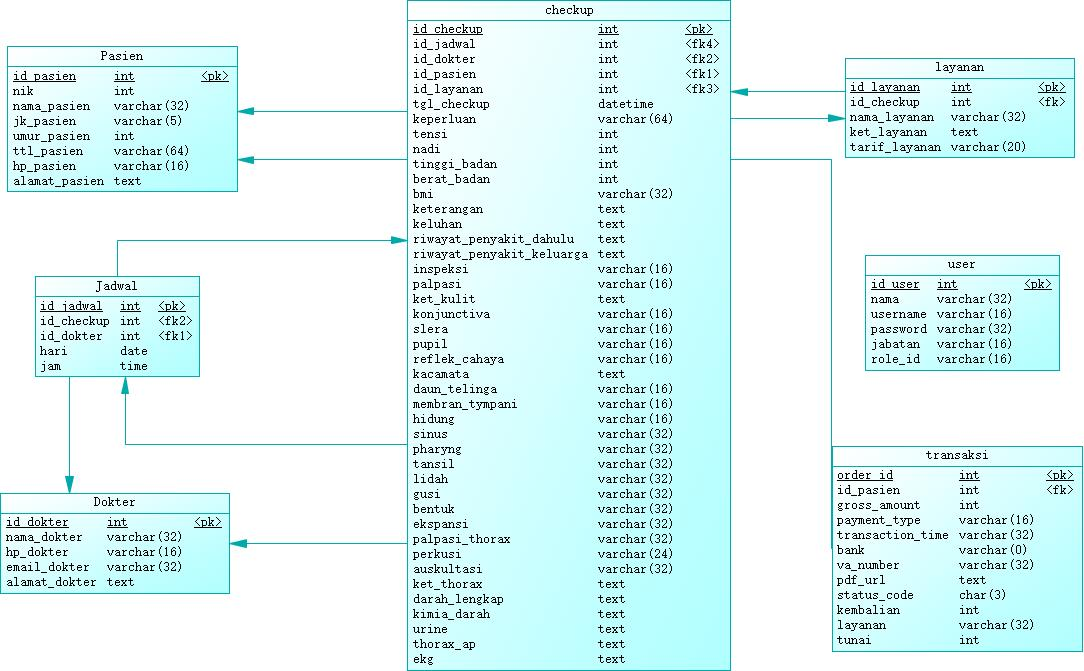 checkup
id_checkup int <pk>
id_jadwal int <fk4>
id_dokter int <fk2>
id_pasien int <fk1>
id_layanan int <fk3>
tgl_checkup datetime
keperluan varchar(64)
tensi int
nadi int
tinggi_badan int
berat_badan int
bmi varchar(32)
keterangan text
keluhan text
riwayat_penyakit_dahulu text
riwayat_penyakit_keluarga text
inspeksi varchar(16)
palpasi varchar(16)
ket_kulit text
konjunctiva varchar(16)
slera varchar(16)
pupil varchar(16)
reflek_cahaya varchar(16)
kacamata text
daun_telinga varchar(16)
membran_tympani varchar(16)
hidung varchar(16)
sinus varchar(32)
pharyng varchar(32)
tansil varchar(32)
lidah varchar(32)
gusi varchar(32)
bentuk varchar(32)
ekspansi varchar(32)
palpasi_thorax varchar(32)
perkusi varchar(24)
auskultasi varchar(32)
ket_thorax text
darah_lengkap text
kimia_darah text
urine text
thorax_ap text
ekg text
Pasien
id_pasien int <pk>
nik int
nama_pasien varchar(32)
jk_pasien varchar(5)
umur_pasien int
ttl_pasien varchar(64)
hp_pasien varchar(16)
alamat_pasien text
Jadwal
id_jadwal int <pk>
id_checkup int <fk2>
id_dokter int <fk1>
hari date
jam time
Dokter
id_dokter int <pk>
nama_dokter varchar(32)
hp_dokter varchar(16)
email_dokter varchar(32)
alamat_dokter text
layanan
id_layanan int <pk>
id_checkup int <fk>
nama_layanan varchar(32)
ket_layanan text
tarif_layanan varchar(20)
user
id_user int <pk>
nama varchar(32)
username varchar(16)
password varchar(32)
jabatan varchar(16)
role_id varchar(16)
transaksi
order_id int <pk>
id_pasien int <fk>
gross_amount int
payment_type varchar(16)
transaction_time varchar(32)
bank varchar(0)
va_number varchar(32)
pdf_url text
status_code char(3)
kembalian int
layanan varchar(32)
tunai int